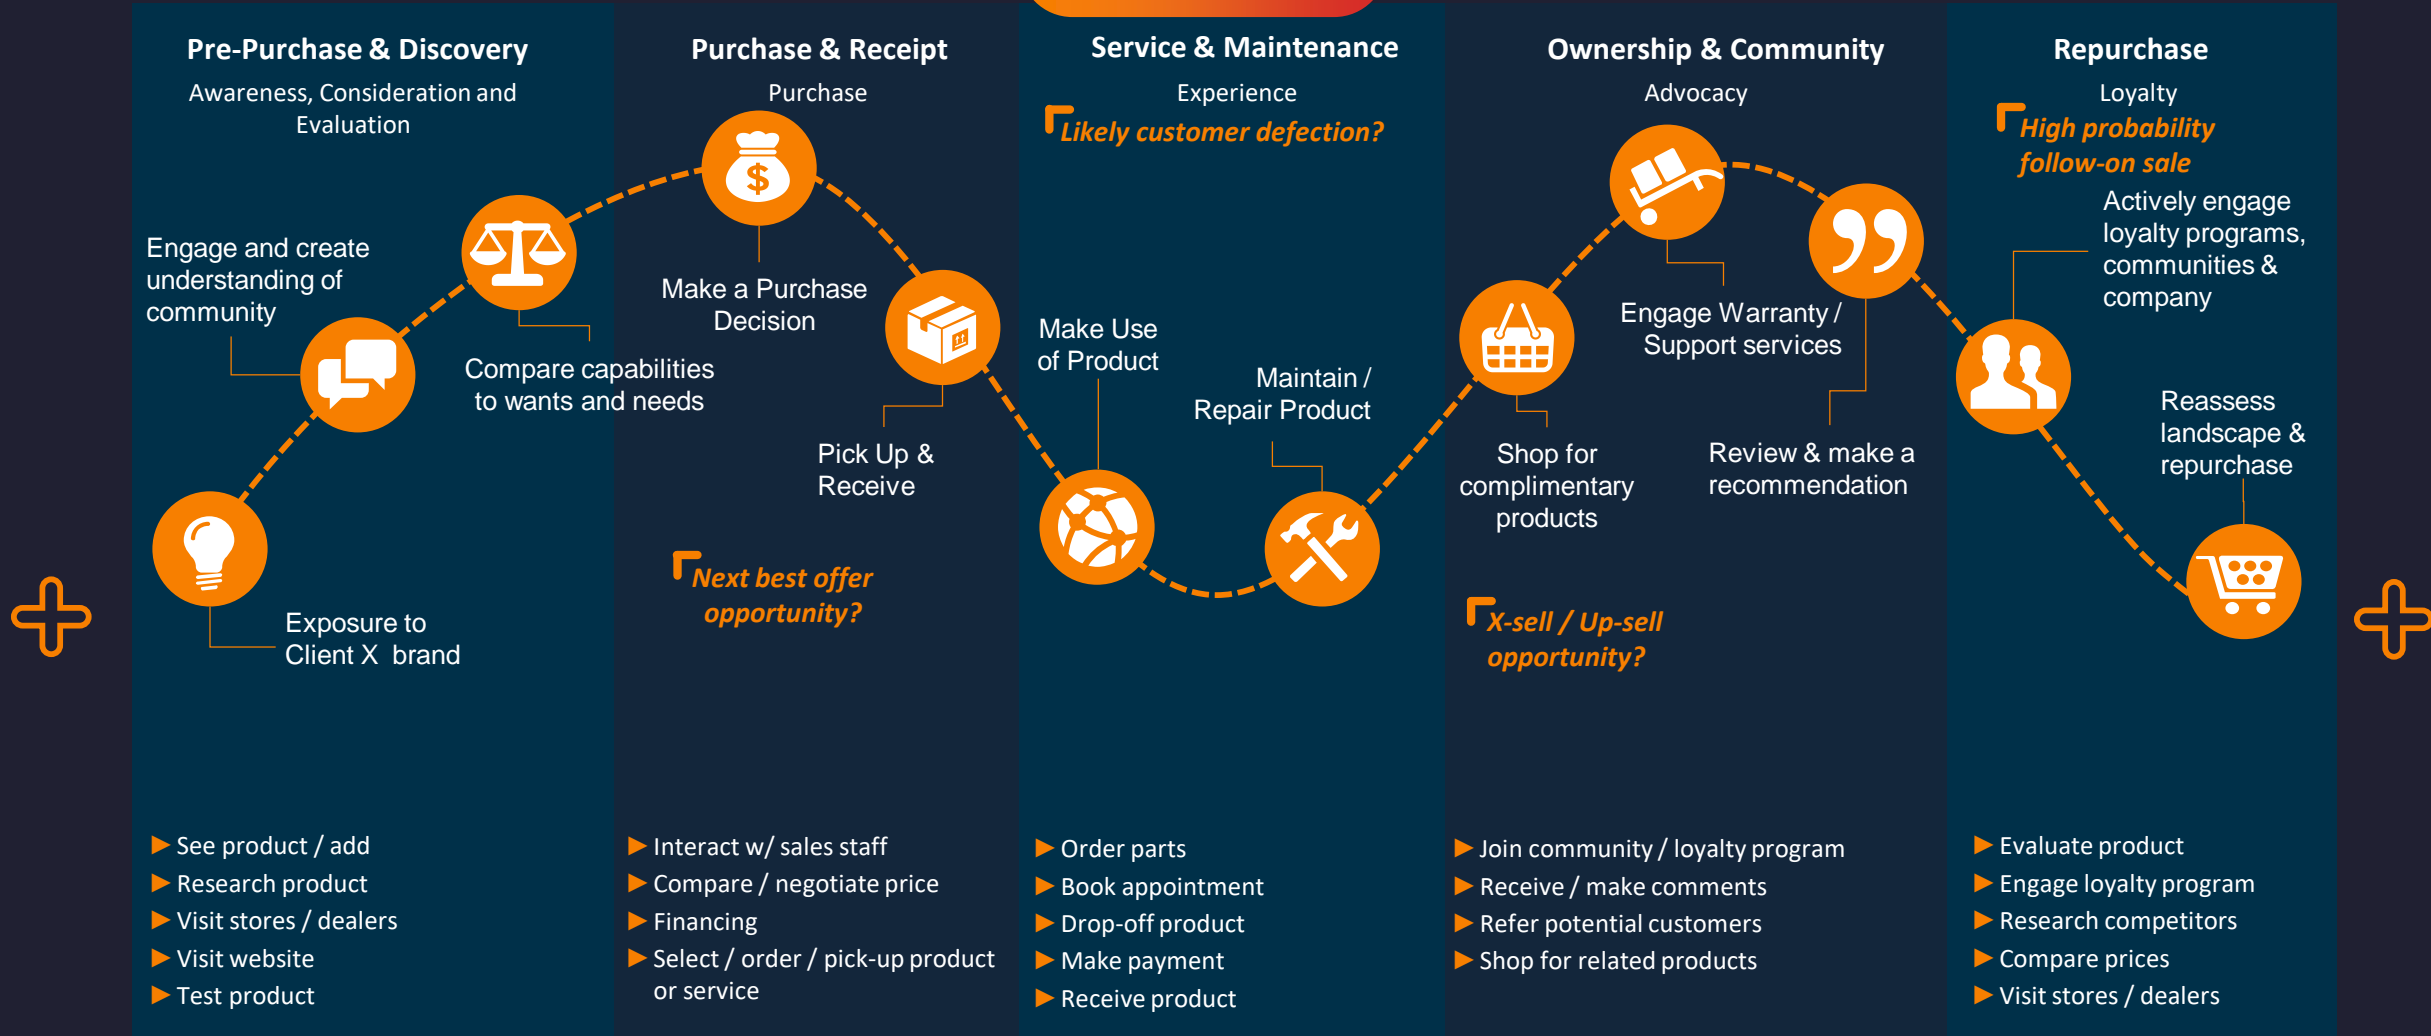 Pre-Purchase & Discovery
Awareness, Consideration and
Evaluation
Engage and create
understanding of
community
Compare capabilities
to wants and needs
Exposure to
Client X  brand
See product / add
Research product
Visit stores / dealers
Visit website
Test product
Purchase & Receipt
Purchase
$
Make a Purchase
Decision
Pick Up &
Receive
Next best offer
opportunity?
Interact w/ sales staff
Compare / negotiate price
Financing
Select / order / pick-up product
or service
Service & Maintenance
Experience
Likely customer defection?
Make Use
of Product
Maintain /
Repair Product
Order parts
Book appointment
Drop-off product
Make payment
Receive product
Ownership & Community
Advocacy
Engage Warranty /
Support services
Shop for
complimentary
products
Review & make a
recommendation
X-sell / Up-sell
opportunity?
Join community / loyalty program
Receive / make comments
Refer potential customers
Shop for related products
Repurchase
Loyalty
High probability
follow-on sale
Actively engage
loyalty programs,
communities &
company
Reassess
landscape &
repurchase
Evaluate product
Engage loyalty program
Research competitors
Compare prices
Visit stores / dealers